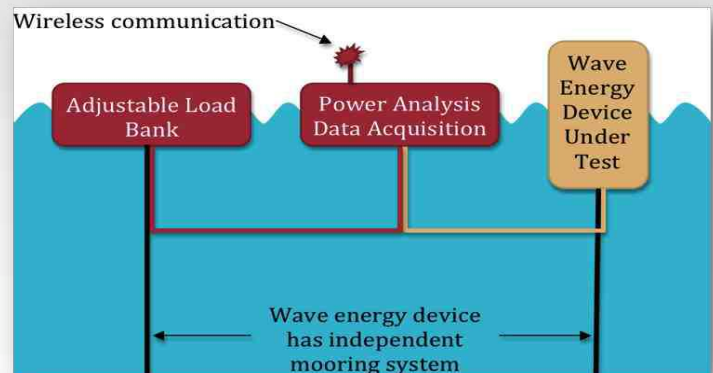 Wireless communication
Adjustable Load
Bank
Power Analysis
Data Acquisition
Wave
Energy
Device
Under
Test
Wave energy device
has independent
mooring system